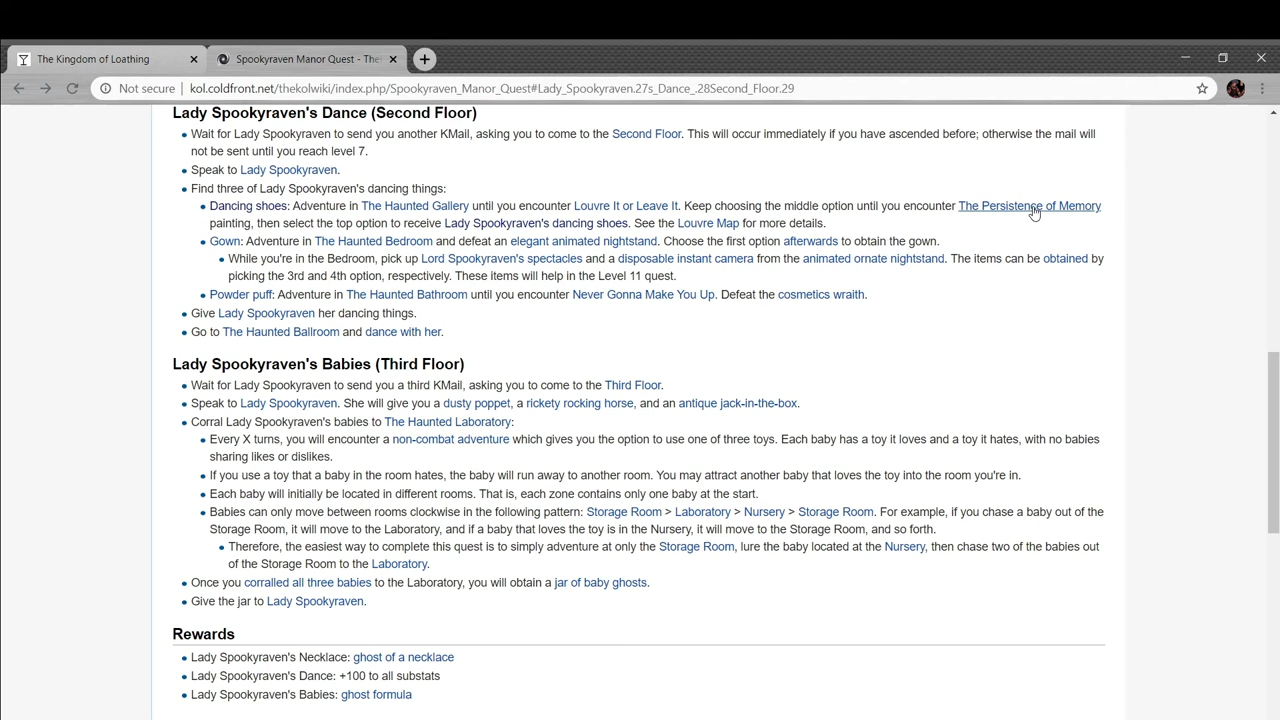 The Kingdom of Loathing
Spookyraven Manor Quest - The
Not secure | kol.coldfront.net/thekolwiki/index.php/Spookyraven_Manor_Quest#Lady_Spookyraven.27s_Dance_.28Second_Floor.29
Lady Spookyraven's Dance (Second Floor)
Wait for Lady Spookyraven to send you another KMail, asking you to come to the Second Floor. This will occur immediately if you have ascended before; otherwise the mail will
not be sent until you reach level 7.
Speak to Lady Spookyraven.
Find three of Lady Spookyraven's dancing things:
Dancing shoes: Adventure in The Haunted Gallery until you encounter Louvre It or Leave It. Keep choosing the middle option until you encounter The Persistence of Memory
painting, then select the top option to receive Lady Spookyraven's dancing shoes. See the Louvre Map for more details.
Gown: Adventure in The Haunted Bedroom and defeat an elegant animated nightstand. Choose the first option afterwards to obtain the gown.
While you're in the Bedroom, pick up Lord Spookyraven's spectacles and a disposable instant camera from the animated ornate nightstand. The items can be obtained by
picking the 3rd and 4th option, respectively. These items will help in the Level 11 quest.
Powder puff: Adventure in The Haunted Bathroom until you encounter Never Gonna Make You Up. Defeat the cosmetics wraith.
Give Lady Spookyraven her dancing things.
Go to The Haunted Ballroom and dance with her.
Lady Spookyraven's Babies (Third Floor)
Wait for Lady Spookyraven to send you a third KMail, asking you to come to the Third Floor.
Speak to Lady Spookyraven. She will give you a dusty poppet, a rickety rocking horse, and an antique jack-in-the-box.
Corral Lady Spookyraven's babies to The Haunted Laboratory:
Every X turns, you will encounter a non-combat adventure which gives you the option to use one of three toys. Each baby has a toy it loves and a toy it hates, with no babies
sharing likes or dislikes.
If you use a toy that a baby in the room hates, the baby will run away to another room. You may attract another baby that loves the toy into the room you're in.
Each baby will initially be located in different rooms. That is, each zone contains only one baby at the start.
Babies can only move between rooms clockwise in the following pattern: Storage Room > Laboratory > Nursery > Storage Room. For example, if you chase a baby out of the
Storage Room, it will move to the Laboratory, and if a baby that loves the toy is in the Nursery, it will move to the Storage Room, and so forth.
Therefore, the easiest way to complete this quest is to simply adventure at only the Storage Room, lure the baby located at the Nursery, then chase two of the babies out
of the Storage Room to the Laboratory.
Once you corralled all three babies to the Laboratory, you will obtain a jar of baby ghosts.
Give the jar to Lady Spookyraven.
Rewards
Lady Spookyraven's Necklace: ghost of a necklace
Lady Spookyraven's Dance: +100 to all substats
Lady Spookyraven's Babies: ghost formula